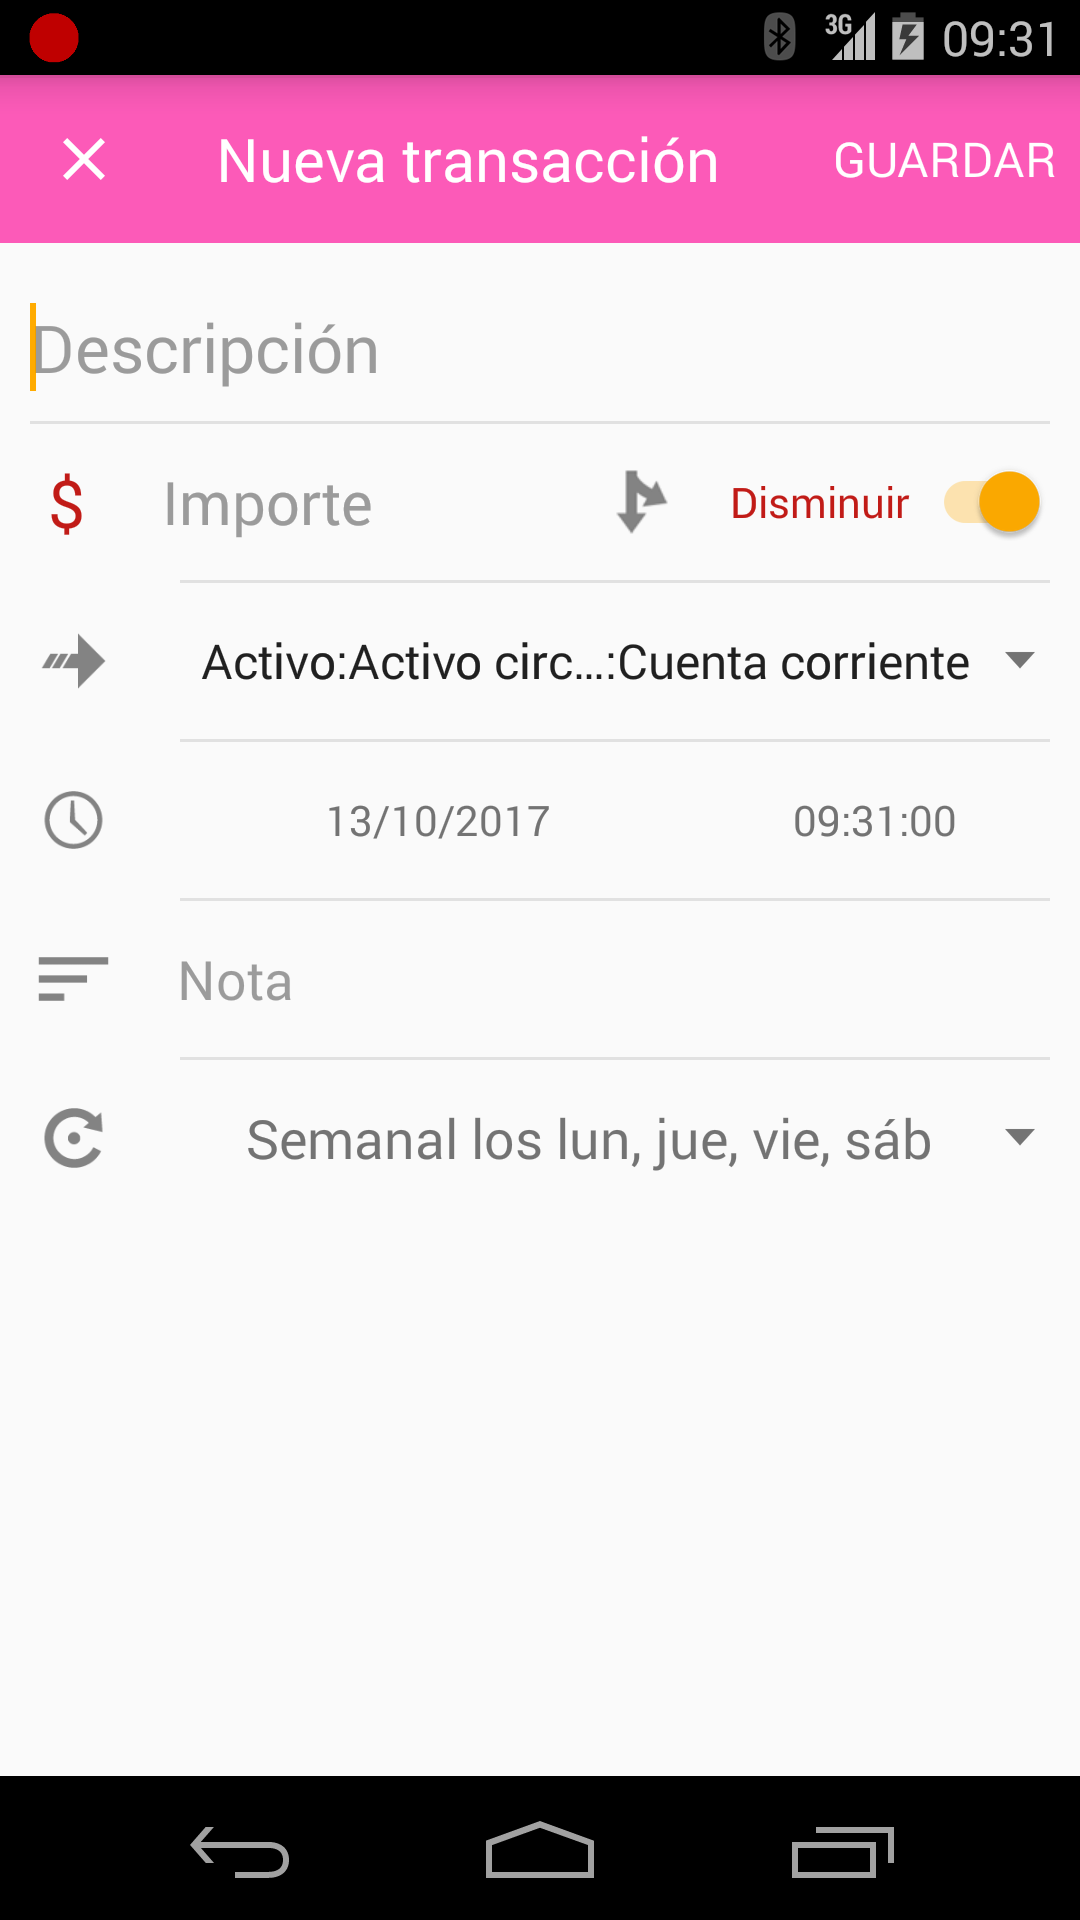 3G 09:31
Nueva transacción GUARDAR
Descripción
$ Importe Disminuir
Activo:Activo circ...:Cuenta corriente
13/10/2017 09:31:00
Nota
Semanal los lun, jue, vie, sáb